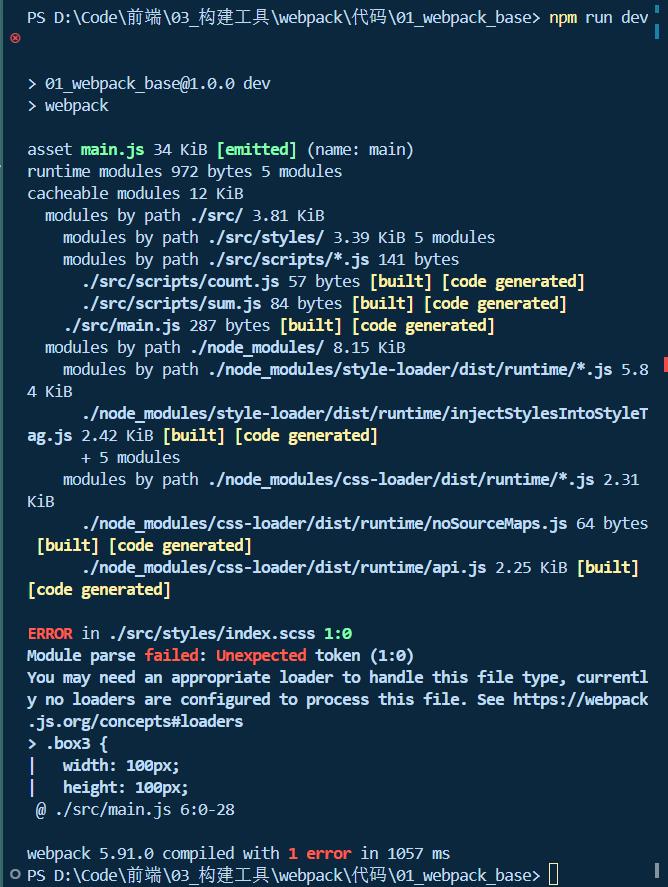 PS D:\Code\前端\03_构建工具\webpack\代码\01_webpack_base> npm run dev
> 01_webpack_base@1.0.0 dev
> webpack
asset main.js 34 KiB [emitted] (name: main)
runtime modules 972 bytes 5 modules
cacheable modules 12 KiB
  modules by path ./src/ 3.81 KiB
    modules by path ./src/styles/ 3.39 KiB 5 modules
    modules by path ./src/scripts/*.js 141 bytes
      ./src/scripts/count.js 57 bytes [built] [code generated]
      ./src/scripts/sum.js 84 bytes [built] [code generated]
    ./src/main.js 287 bytes [built] [code generated]
  modules by path ./node_modules/ 8.15 KiB
    modules by path ./node_modules/style-loader/dist/runtime/*.js 5.8
4 KiB
      ./node_modules/style-loader/dist/runtime/injectStylesIntoStyleT
ag.js 2.42 KiB [built] [code generated]
      + 5 modules
    modules by path ./node_modules/css-loader/dist/runtime/*.js 2.31
KiB
      ./node_modules/css-loader/dist/runtime/noSourceMaps.js 64 bytes
 [built] [code generated]
      ./node_modules/css-loader/dist/runtime/api.js 2.25 KiB [built]
[code generated]
ERROR in ./src/styles/index.scss 1:0
Module parse failed: Unexpected token (1:0)
You may need an appropriate loader to handle this file type, currentl
y no loaders are configured to process this file. See https://webpack
.js.org/concepts#loaders
> .box3 {
|   width: 100px;
|   height: 100px;
 @ ./src/main.js 6:0-28
webpack 5.91.0 compiled with 1 error in 1057 ms
PS D:\Code\前端\03_构建工具\webpack\代码\01_webpack_base>